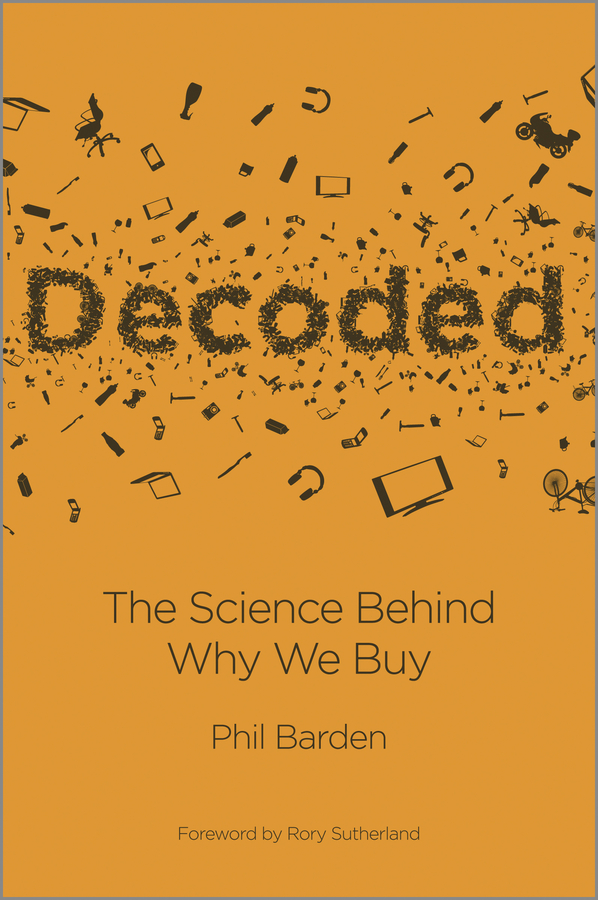 Decoded
The Science Behind
Why We Buy
Phil Barden
Foreword by Rory Sutherland